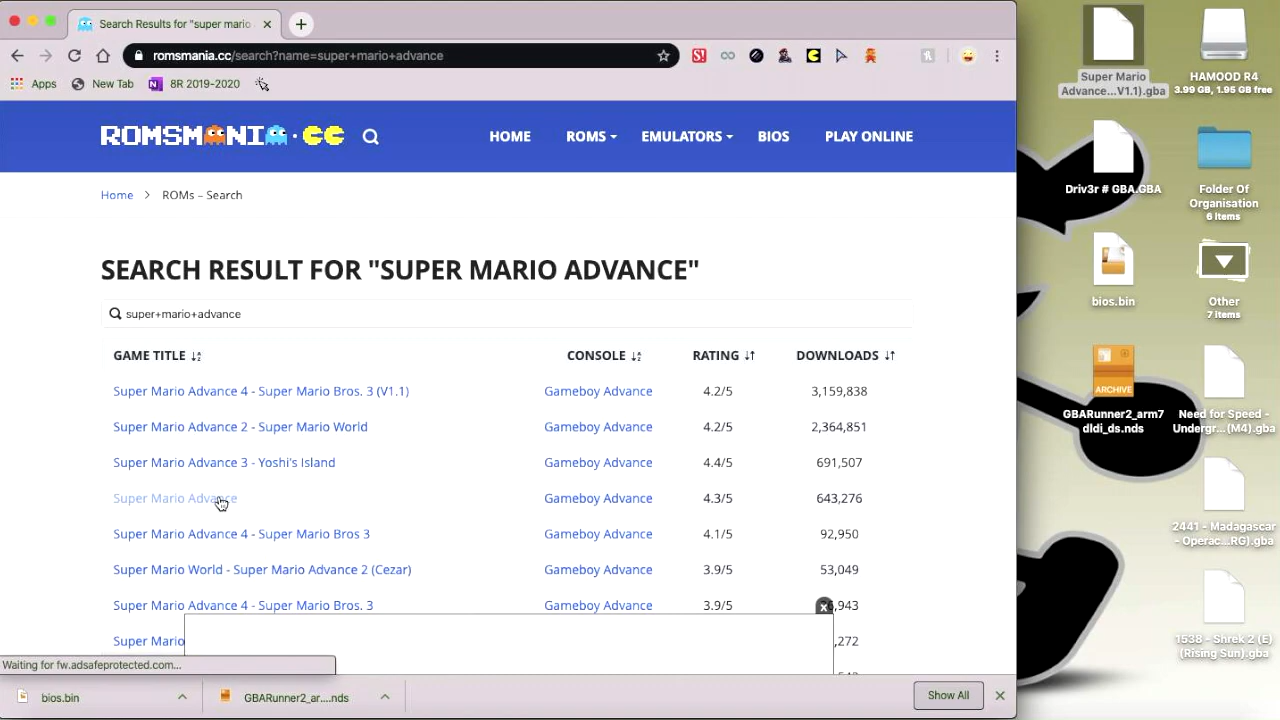 Search Results for "super mario
romsmania.cc/search?name=super+mario+advance
Apps
New Tab
8R 2019-2020
ROMSMANIA.CC
HOME
ROMS
EMULATORS
BIOS
PLAY ONLINE
Home > ROMs – Search
SEARCH RESULT FOR "SUPER MARIO ADVANCE"
super+mario+advance
GAME TITLE CONSOLE RATING DOWNLOADS
Super Mario Advance 4 - Super Mario Bros. 3 (V1.1) Gameboy Advance 4.2/5 3,159,838
Super Mario Advance 2 - Super Mario World Gameboy Advance 4.2/5 2,364,851
Super Mario Advance 3 - Yoshi's Island Gameboy Advance 4.4/5 691,507
Super Mario Advance Gameboy Advance 4.3/5 643,276
Super Mario Advance 4 - Super Mario Bros 3 Gameboy Advance 4.1/5 92,950
Super Mario World - Super Mario Advance 2 (Cezar) Gameboy Advance 3.9/5 53,049
Super Mario Advance 4 - Super Mario Bros. 3 Gameboy Advance 3.9/5 6,943
Super Mario ,272
Waiting for fw.adsafeprotected.com...
bios.bin
GBARunner2_ar....nds
Show All
Super Mario
Advance...V1.1).gba
HAMOOD R4
3.99 GB, 1.95 GB free
Driv3r # GBA.GBA
Folder Of
Organisation
6 items
bios.bin
Other
7 items
ARCHIVE
GBARunner2_arm7
dldi_ds.nds
Need for Speed -
Undergr...(M4).gba
2441 - Madagascar
- Operac...RG).gba
1538 - Shrek 2 (E)
(Rising Sun).gba